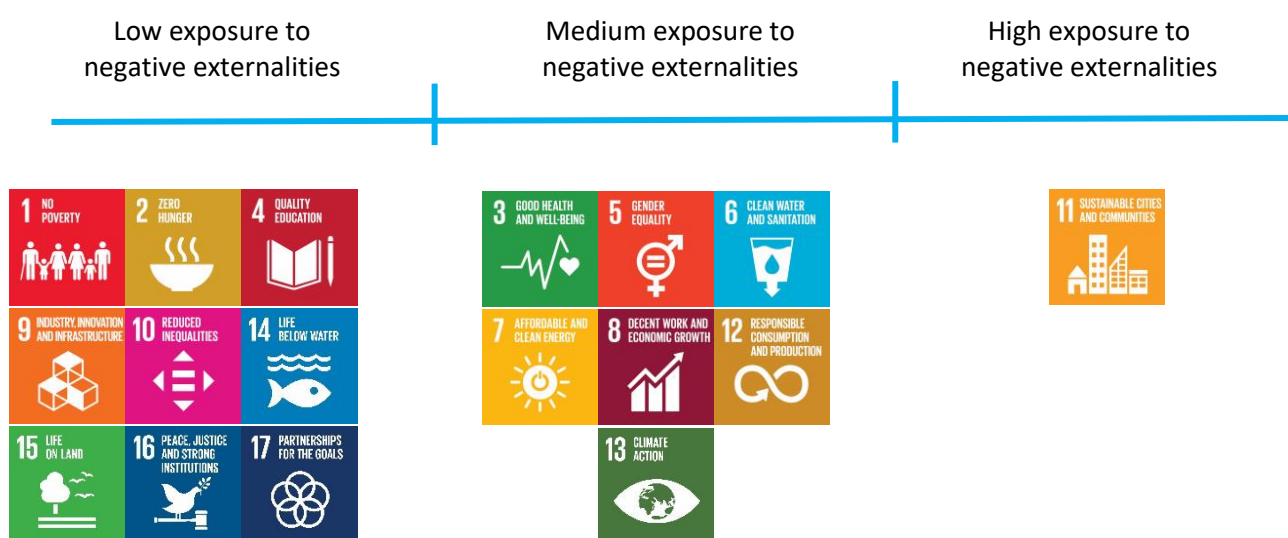 Low exposure to
negative externalities
Medium exposure to
negative externalities
High exposure to
negative externalities
1 NO
POVERTY
2 ZERO
HUNGER
4 QUALITY
EDUCATION
3 GOOD HEALTH
AND WELL-BEING
5 GENDER
EQUALITY
6 CLEAN WATER
AND SANITATION
11 SUSTAINABLE CITIES
AND COMMUNITIES
9 INDUSTRY, INNOVATION
AND INFRASTRUCTURE
10 REDUCED
INEQUALITIES
14 LIFE
BELOW WATER
7 AFFORDABLE AND
CLEAN ENERGY
8 DECENT WORK AND
ECONOMIC GROWTH
12 RESPONSIBLE
CONSUMPTION
AND PRODUCTION
15 LIFE
ON LAND
16 PEACE, JUSTICE
AND STRONG
INSTITUTIONS
17 PARTNERSHIPS
FOR THE GOALS
13 CLIMATE
ACTION